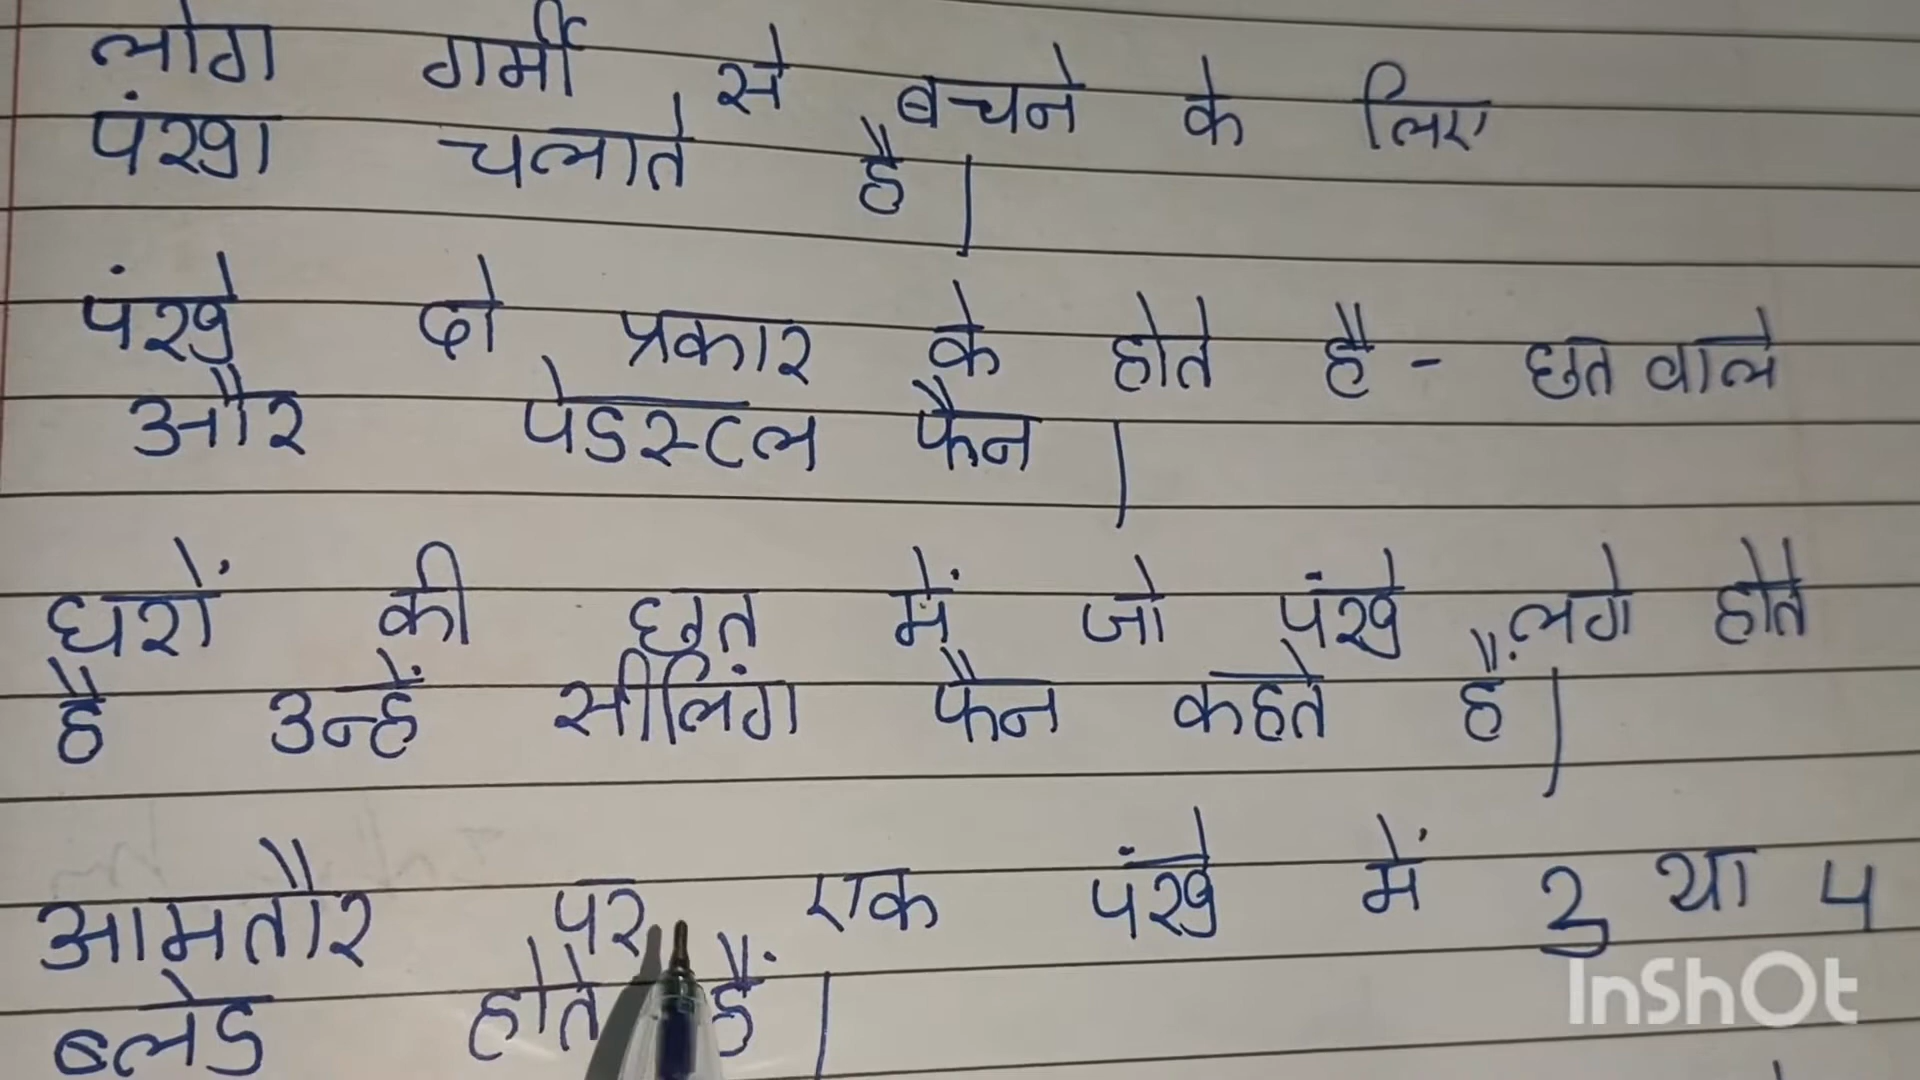 लोग गर्मी से बचने के लिए
पंखा चलाते है।
पंखे दो प्रकार के होते है - छत वाले
और पेडस्टल फैन।
घरों की छत में जो पंखे लगे होते
है उन्हें सीलिंग फैन कहते हैं।
आमतौर पर एक पंखे में 3 या 4
ब्लेड होते हैं।
InShOt